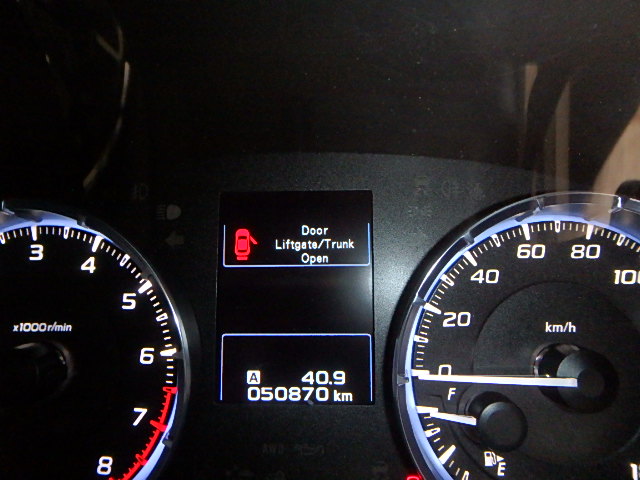 Door
Liftgate/Trunk
Open
3
4
5
x1000r/min
6
7
8
A 40.9
050870 km
0
20
40
60
80
100
km/h
F
E